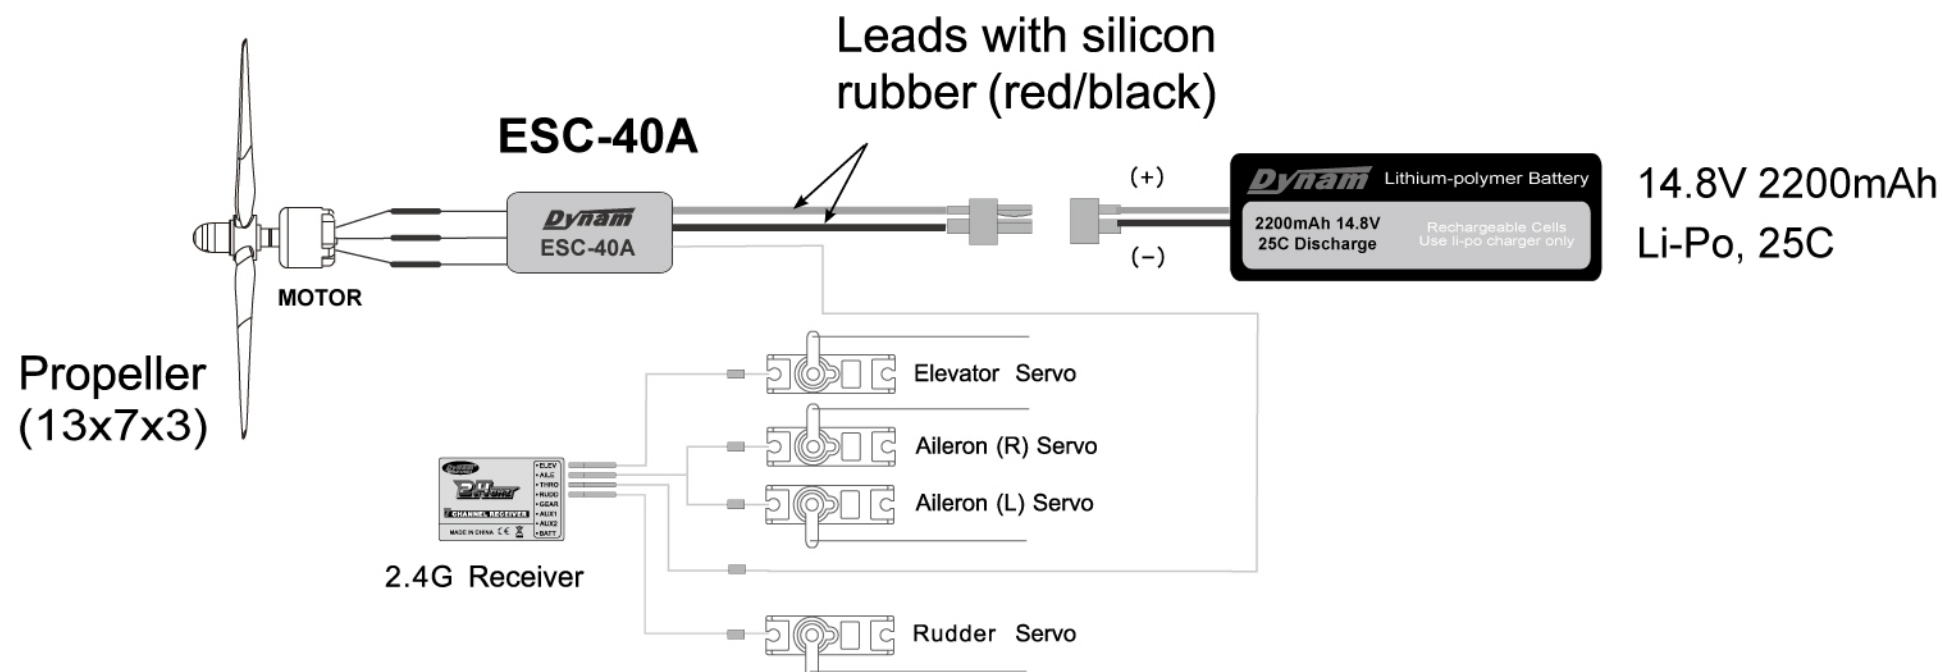 Leads with silicon
rubber (red/black)
ESC-40A
Dynam
ESC-40A
MOTOR
Propeller
(13x7x3)
(+)
(-)
Dynam Lithium-polymer Battery
2200mAh 14.8V
25C Discharge
Rechargeable Cells
Use li-po charger only
14.8V 2200mAh
Li-Po, 25C
Elevator Servo
Aileron (R) Servo
Aileron (L) Servo
Rudder Servo
2.4G Receiver
CHANNEL RECEIVER
MADE IN CHINA CE
•ELEV
•AILE
•THRO
•RUDD
•GEAR
•AUX1
•AUX2
•BATT